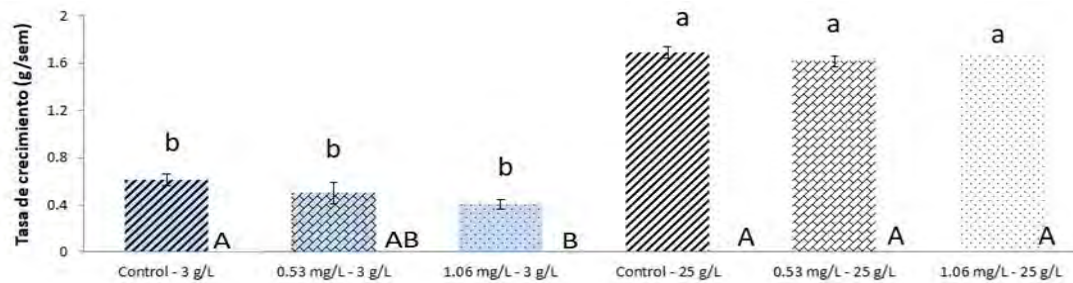 Tasa de crecimiento (g/sem)
2
1.6
1.2
0.8
0.4
0
b
b
b
a
a
a
A
AB
B
A
A
A
Control - 3 g/L
0.53 mg/L - 3 g/L
1.06 mg/L - 3 g/L
Control - 25 g/L
0.53 mg/L - 25 g/L
1.06 mg/L - 25 g/L